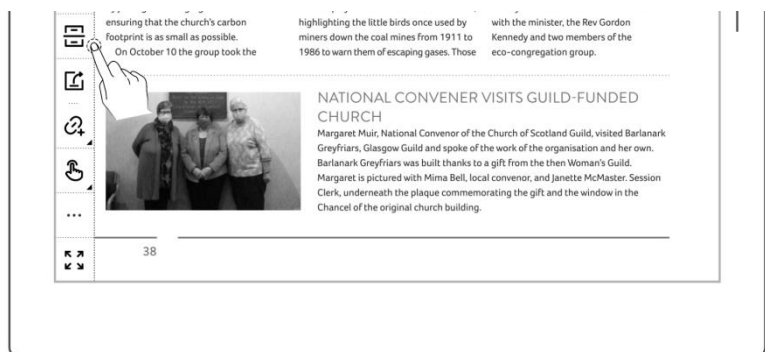 ensuring that the church's carbon
footprint is as small as possible.
On October 10 the group took the
highlighting the little birds once used by
miners down the coal mines from 1911 to
1986 to warn them of escaping gases. Those
with the minister, the Rev Gordon
Kennedy and two members of the
eco-congregation group.
NATIONAL CONVENER VISITS GUILD-FUNDED
CHURCH
Margaret Muir, National Convenor of the Church of Scotland Guild, visited Barlanark
Greyfriars, Glasgow Guild and spoke of the work of the organisation and her own.
Barlanark Greyfriars was built thanks to a gift from the then Woman's Guild.
Margaret is pictured with Mima Bell, local convenor, and Janette McMaster. Session
Clerk, underneath the plaque commemorating the gift and the window in the
Chancel of the original church building.
38